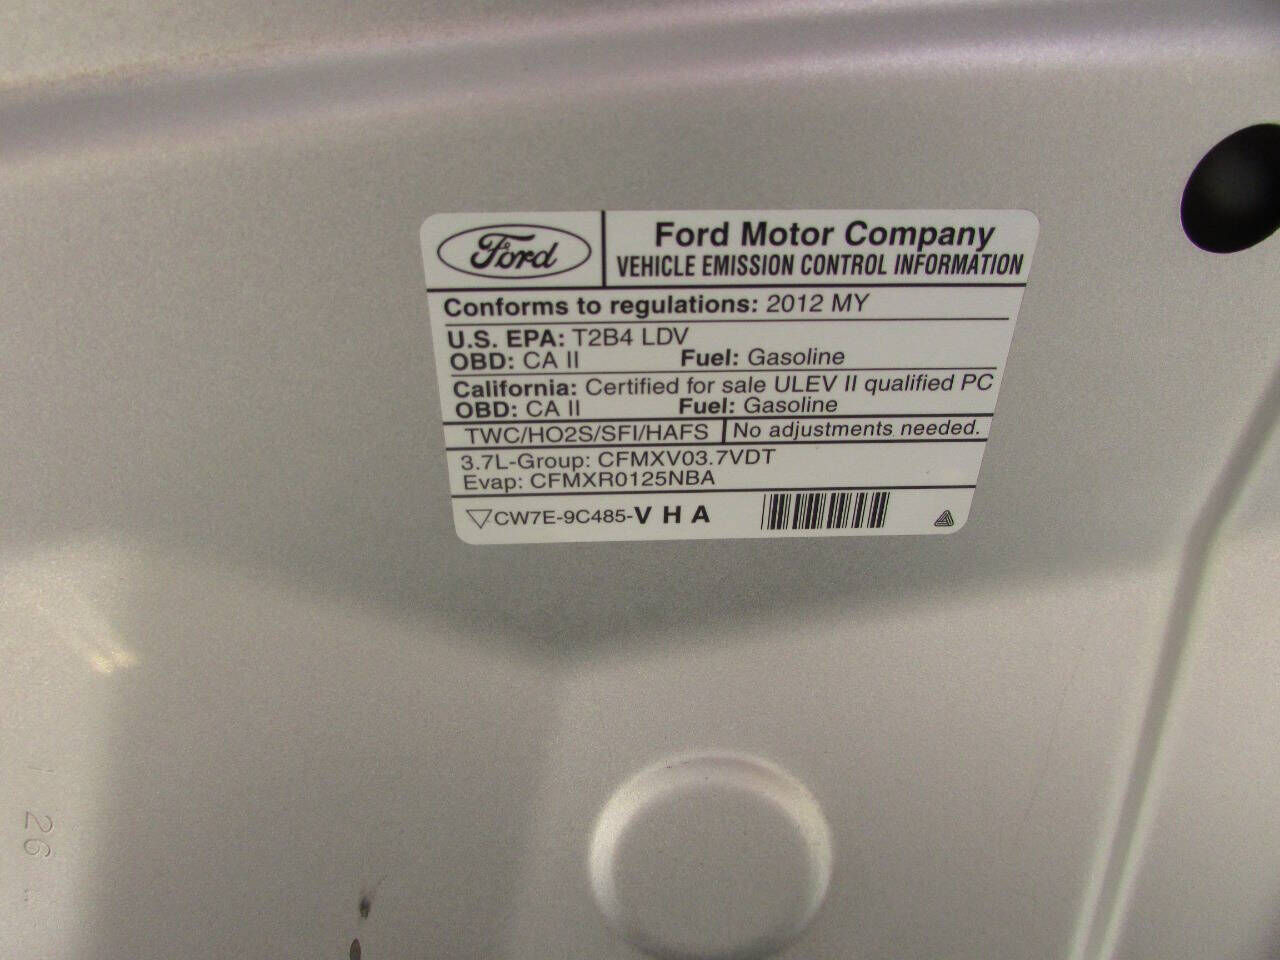 Ford
Ford Motor Company
VEHICLE EMISSION CONTROL INFORMATION
Conforms to regulations: 2012 MY
U.S. EPA: T2B4 LDV
OBD: CA II Fuel: Gasoline
California: Certified for sale ULEV II qualified PC
OBD: CA II Fuel: Gasoline
TWC/HO2S/SFI/HAFS No adjustments needed.
3.7L-Group: CFMXV03.7VDT
Evap: CFMXR0125NBA
CW7E-9C485-V H A
26